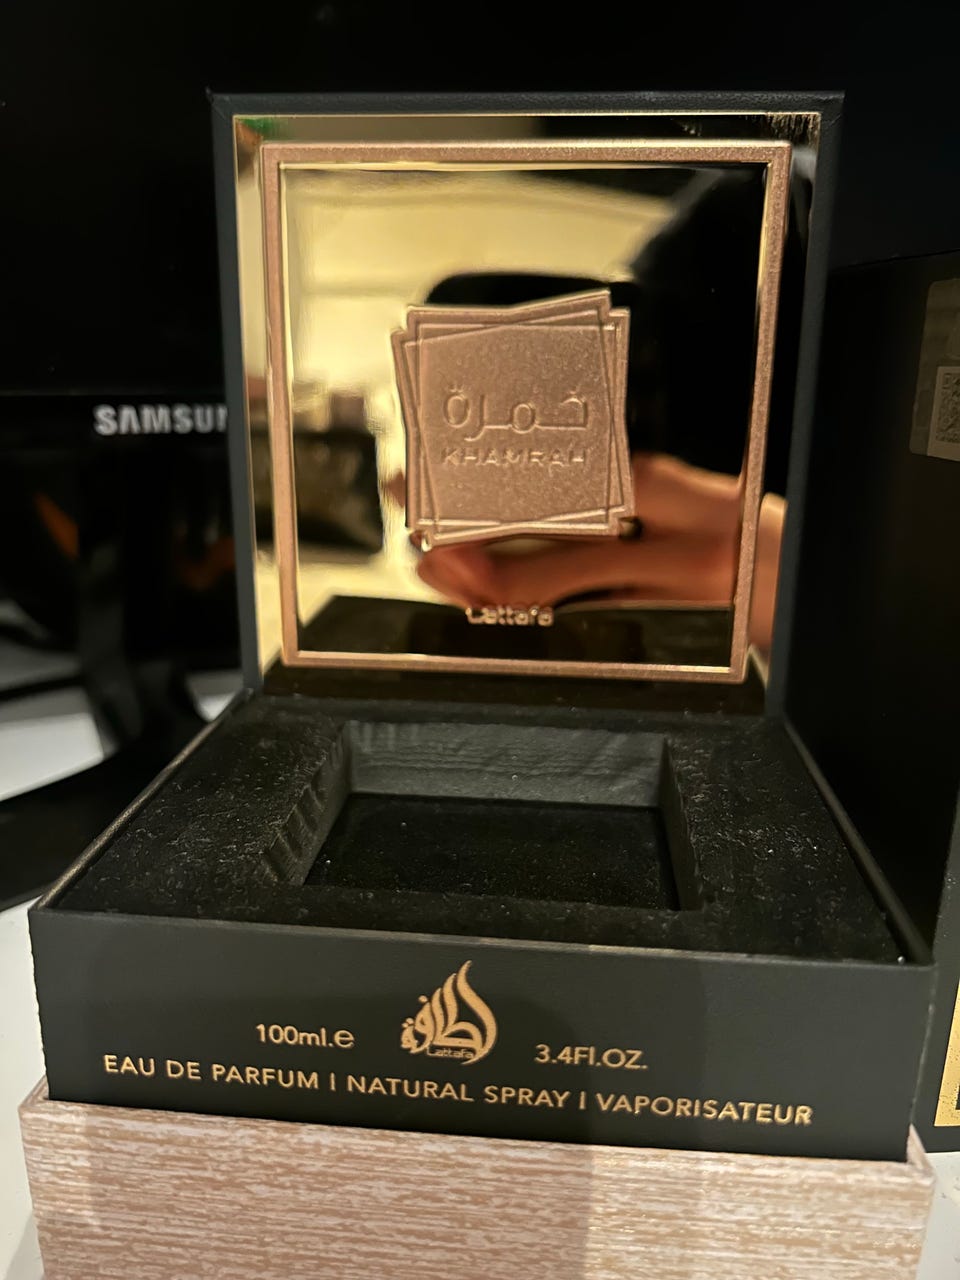 SAMSUN
خمرة
KHAMRAH
Lattafa
لطافة
Lattafa
100ml.e 3.4Fl.OZ.
EAU DE PARFUM I NATURAL SPRAY I VAPORISATEUR